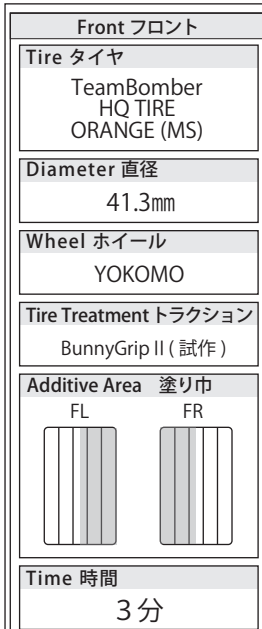 Front フロント
Tire タイヤ
TeamBomber
HQ TIRE
ORANGE (MS)
Diameter 直径
41.3㎜
Wheel ホイール
YOKOMO
Tire Treatment トラクション
BunnyGrip II ( 試作 )
Additive Area　塗り巾
FL FR
Time 時間
3 分